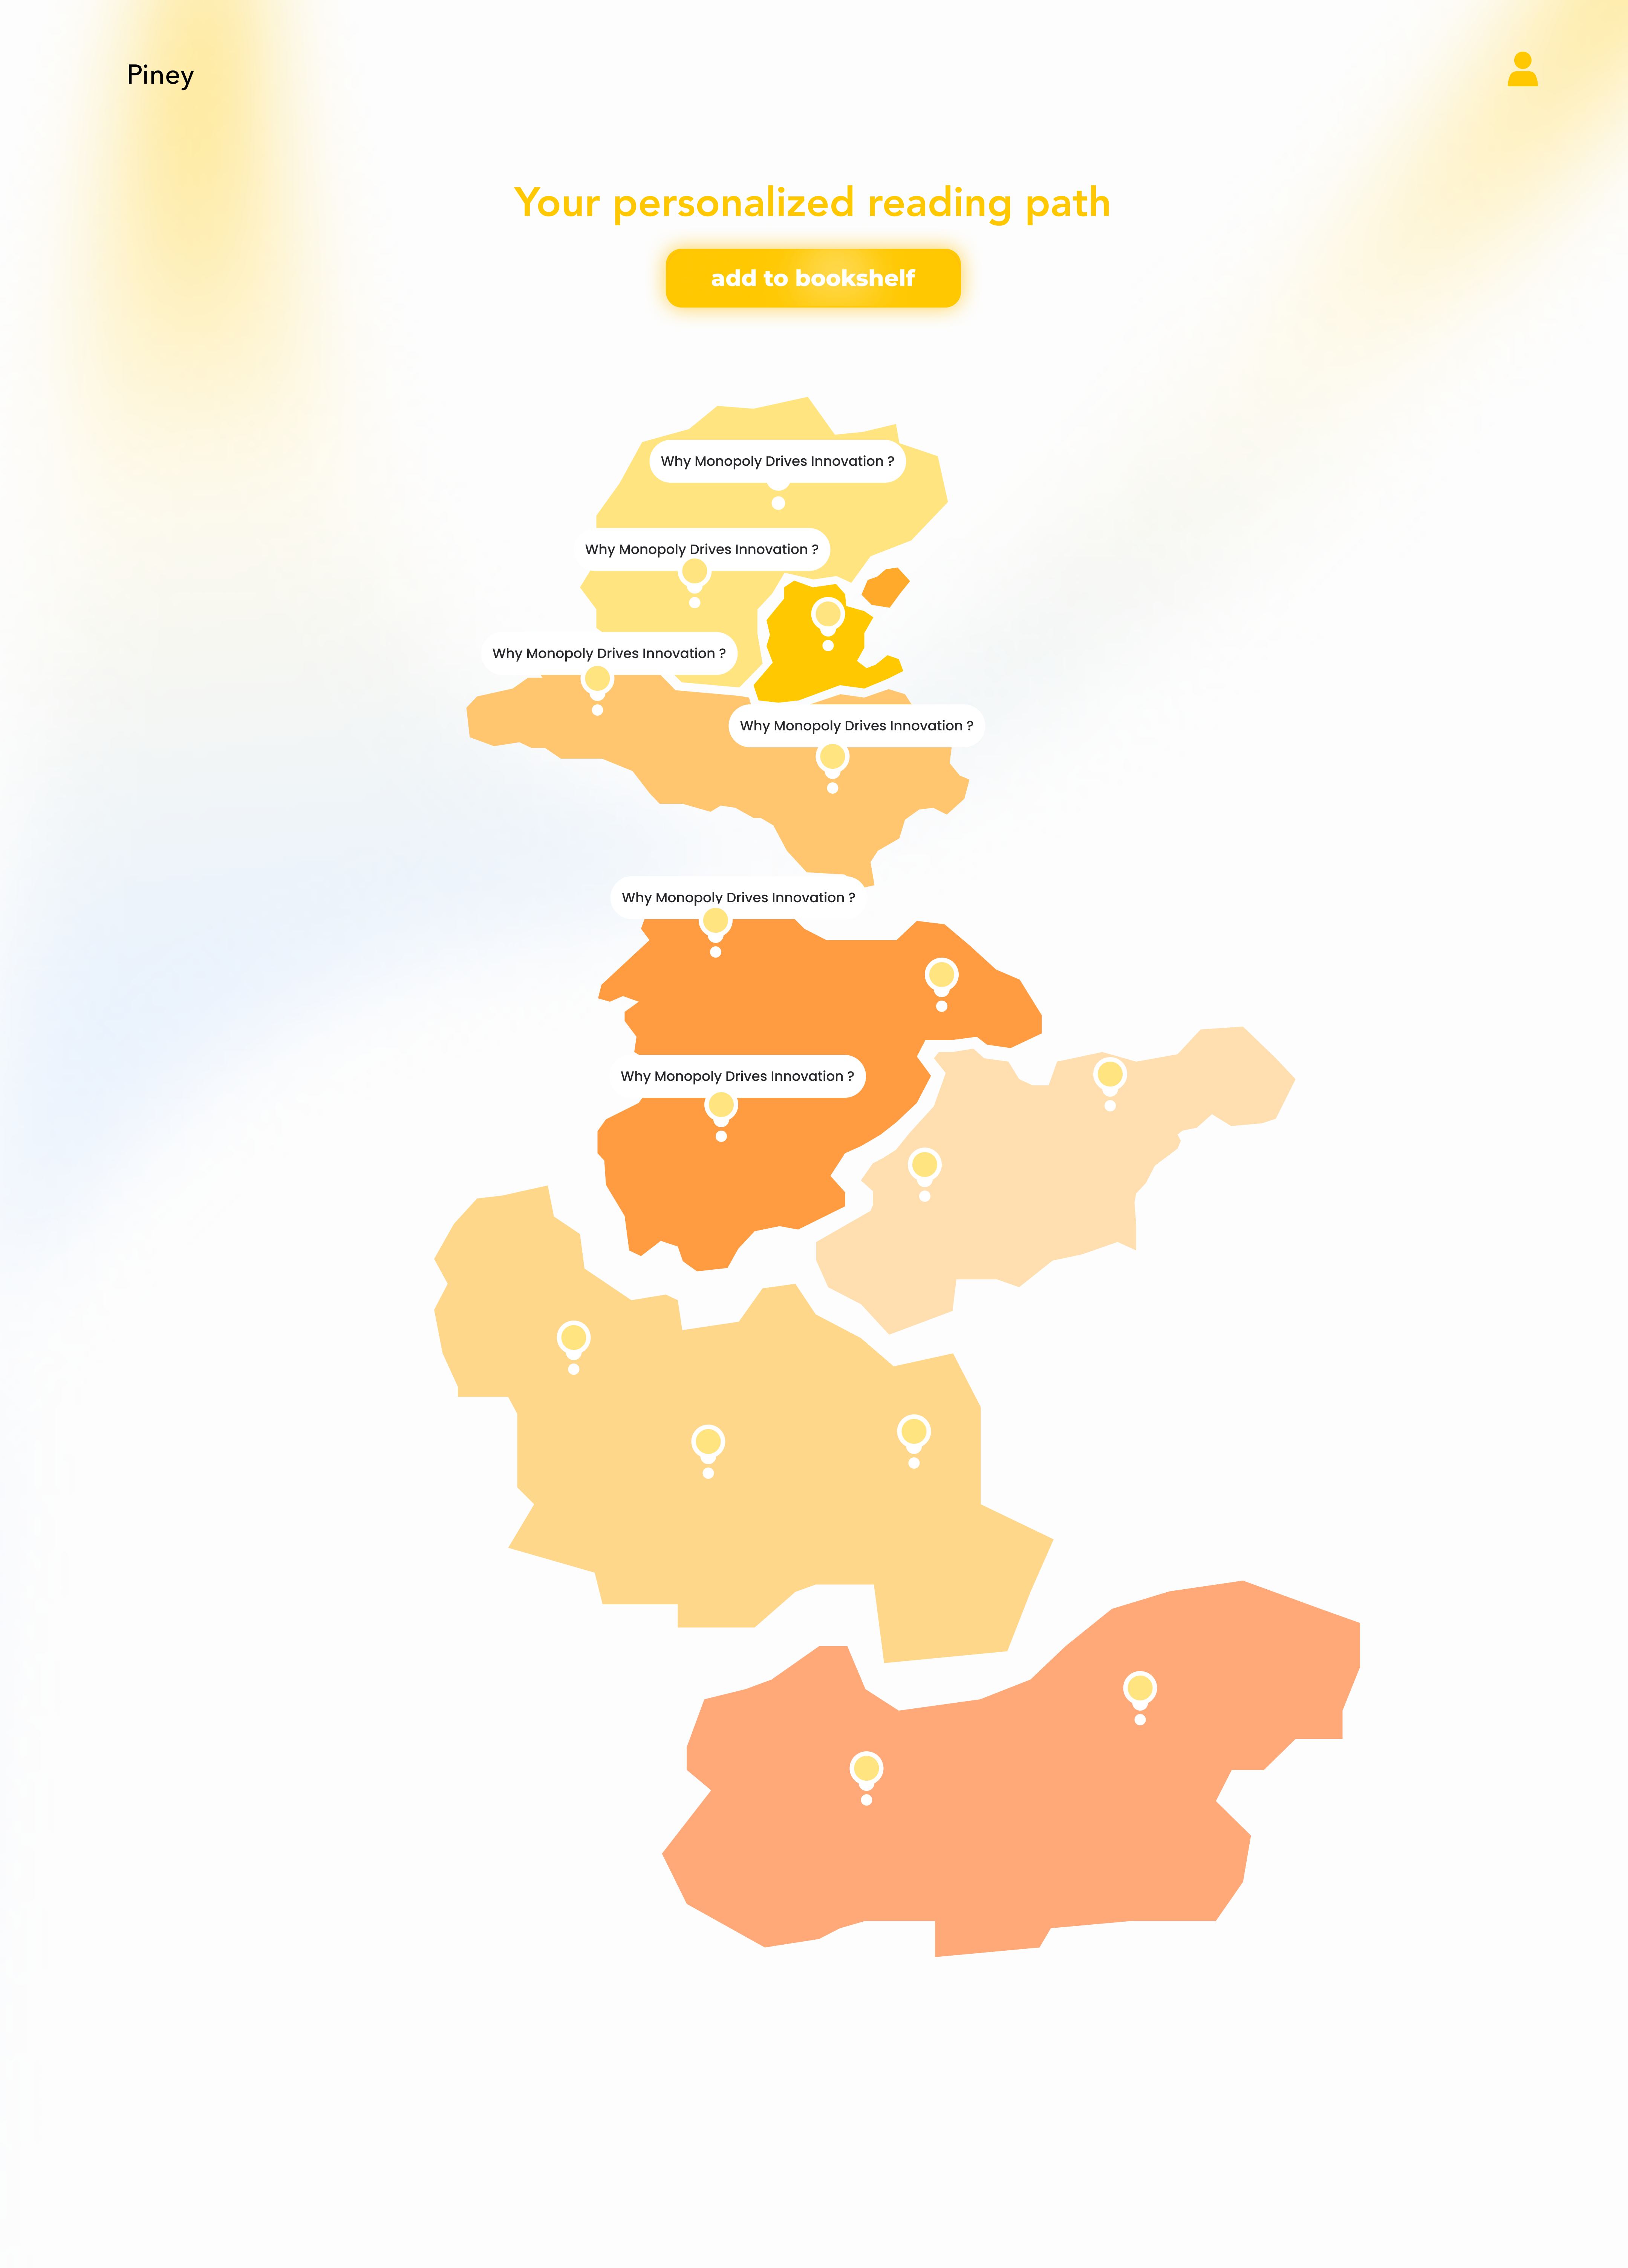 Piney
Your personalized reading path
add to bookshelf
Why Monopoly Drives Innovation ?
Why Monopoly Drives Innovation ?
Why Monopoly Drives Innovation ?
Why Monopoly Drives Innovation ?
Why Monopoly Drives Innovation ?
Why Monopoly Drives Innovation ?